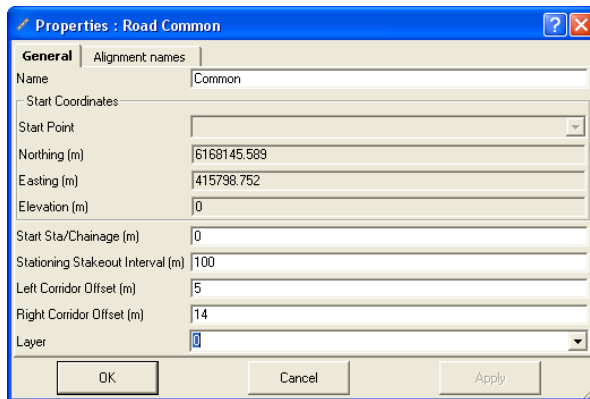 Properties : Road Common
General Alignment names
Name Common
Start Coordinates
Start Point
Northing (m) 6168145.589
Easting (m) 415798.752
Elevation (m) 0
Start Sta/Chainage (m) 0
Stationing Stakeout Interval (m) 100
Left Corridor Offset (m) 5
Right Corridor Offset (m) 14
Layer 0
OK Cancel Apply